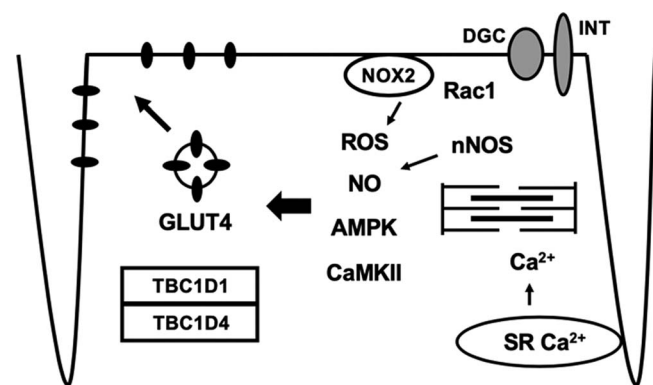 DGC
INT
NOX2
Rac1
ROS
nNOS
NO
GLUT4
AMPK
CaMKII
TBC1D1
TBC1D4
Ca²⁺
SR Ca²⁺